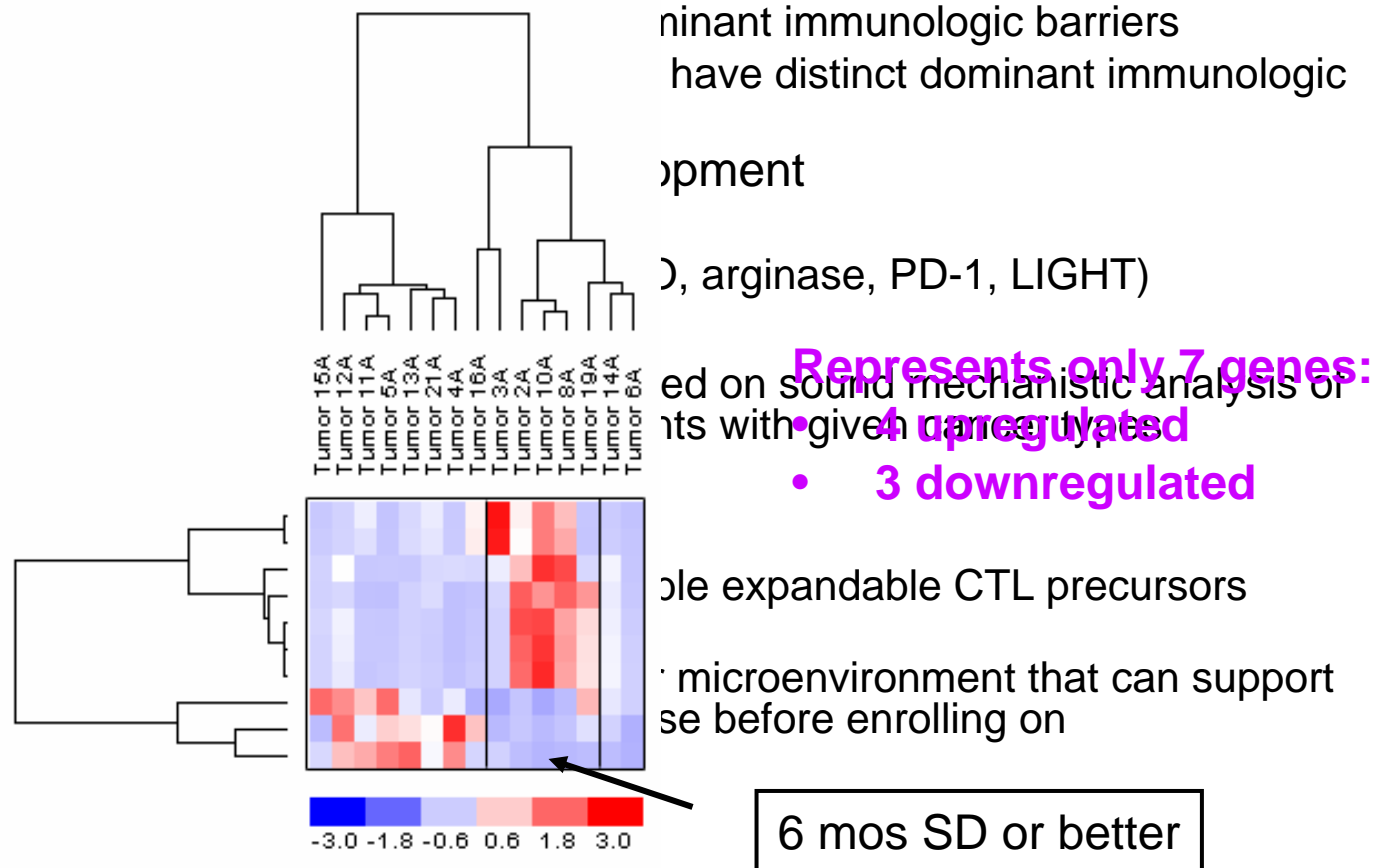 minant immunologic barriers
have distinct dominant immunologic
opment
, arginase, PD-1, LIGHT)
Represents only 7 genes:
ed on sound mechanistic analysis of
nts with given cancer types
• 4 upregulated
• 3 downregulated
Tumor 15A
Tumor 12A
Tumor 11A
Tumor 5A
Tumor 13A
Tumor 21A
Tumor 4A
Tumor 16A
Tumor 3A
Tumor 2A
Tumor 10A
Tumor 8A
Tumor 19A
Tumor 14A
Tumor 6A
ble expandable CTL precursors
r microenvironment that can support
se before enrolling on
6 mos SD or better
-3.0 -1.8 -0.6 0.6 1.8 3.0